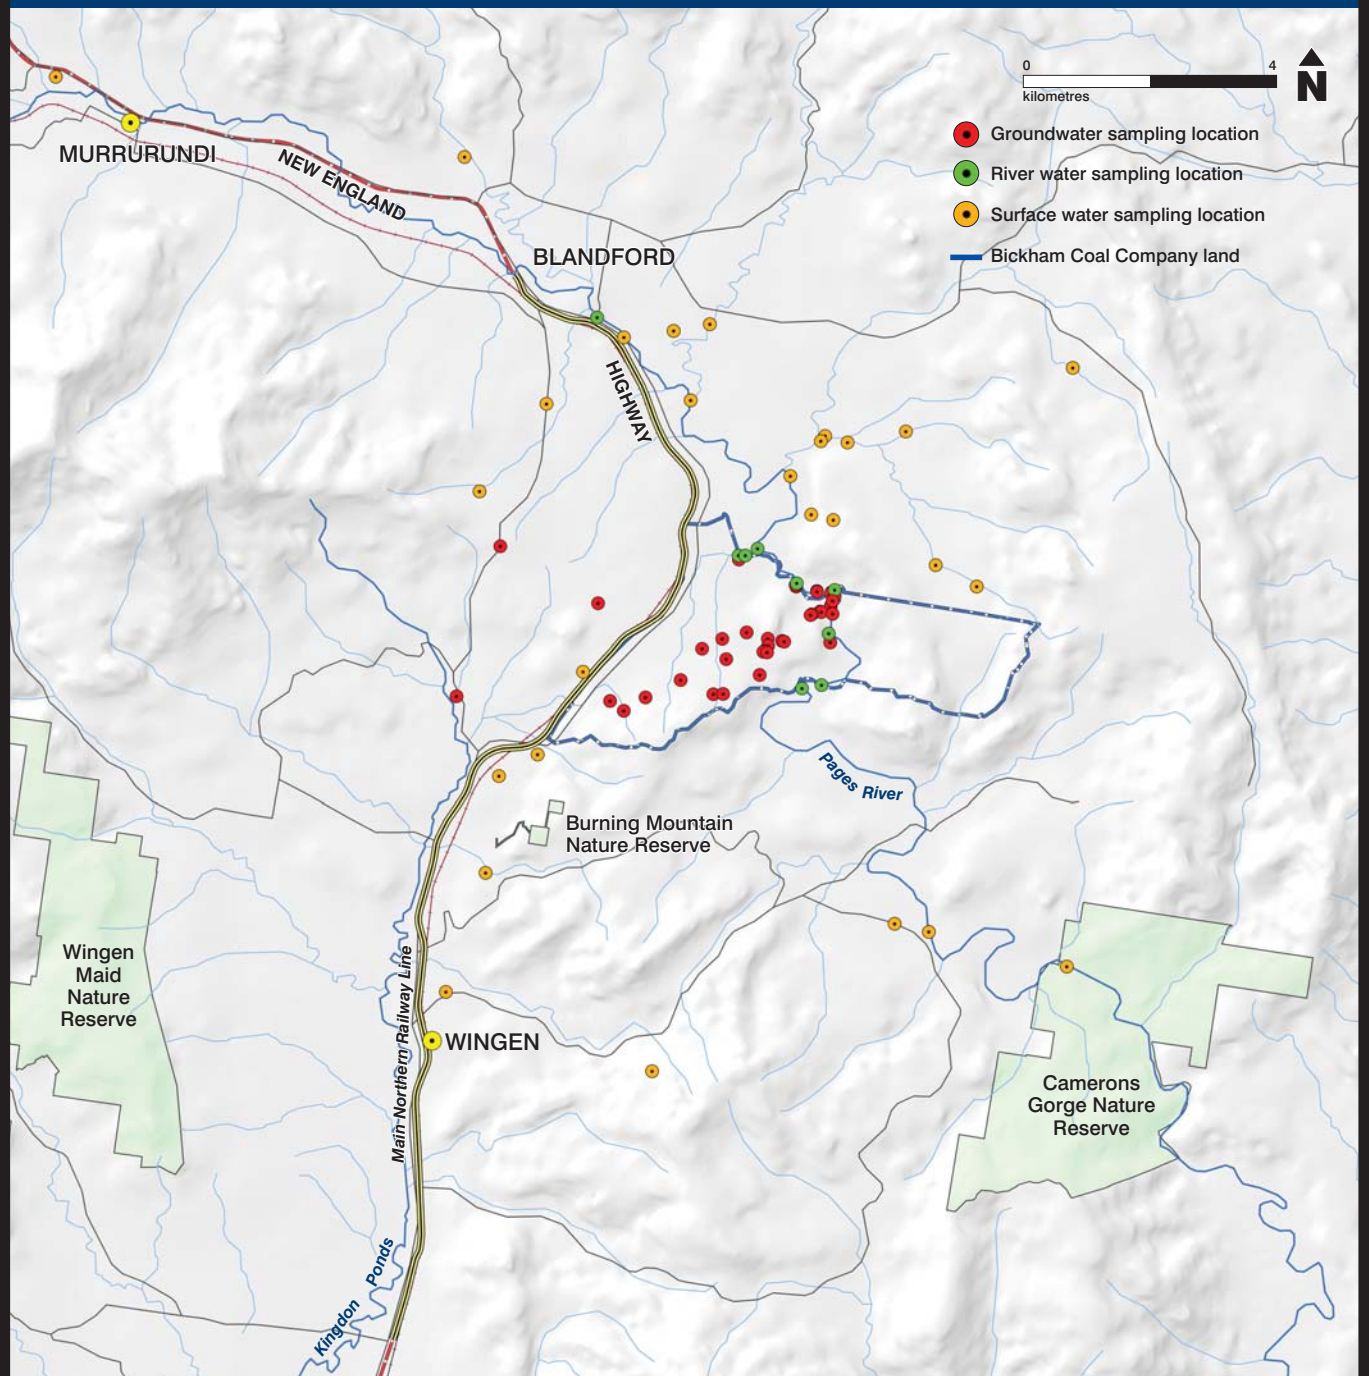 0 4
kilometres
N
Groundwater sampling location
River water sampling location
Surface water sampling location
Bickham Coal Company land
MURRURUNDI
NEW ENGLAND
BLANDFORD
HIGHWAY
Pages River
Burning Mountain
Nature Reserve
Wingen
Maid
Nature
Reserve
Main Northern Railway Line
WINGEN
Camerons
Gorge Nature
Reserve
Kingdon Ponds